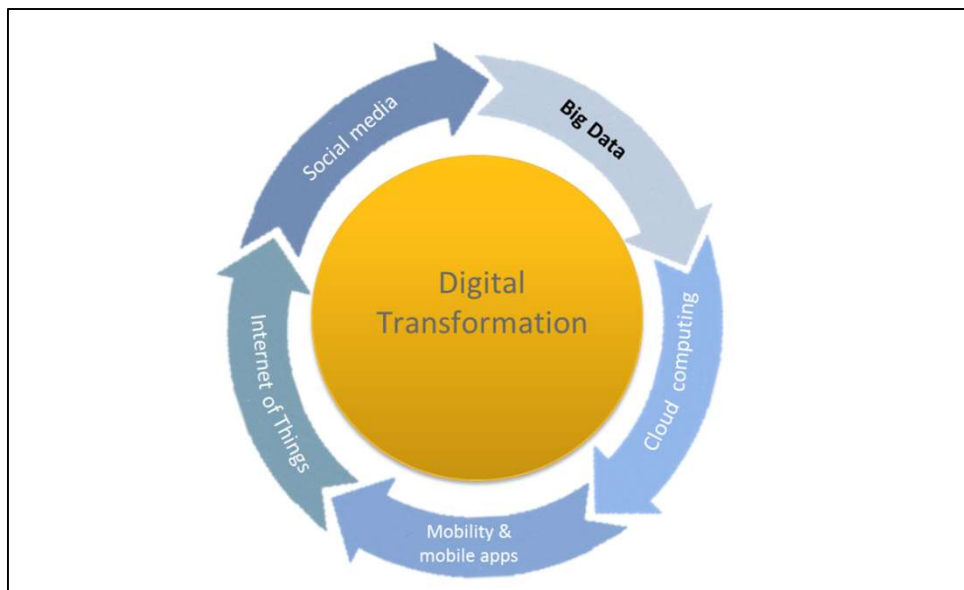 Digital
Transformation
Big Data
Cloud computing
Mobility &
mobile apps
Internet of Things
Social media